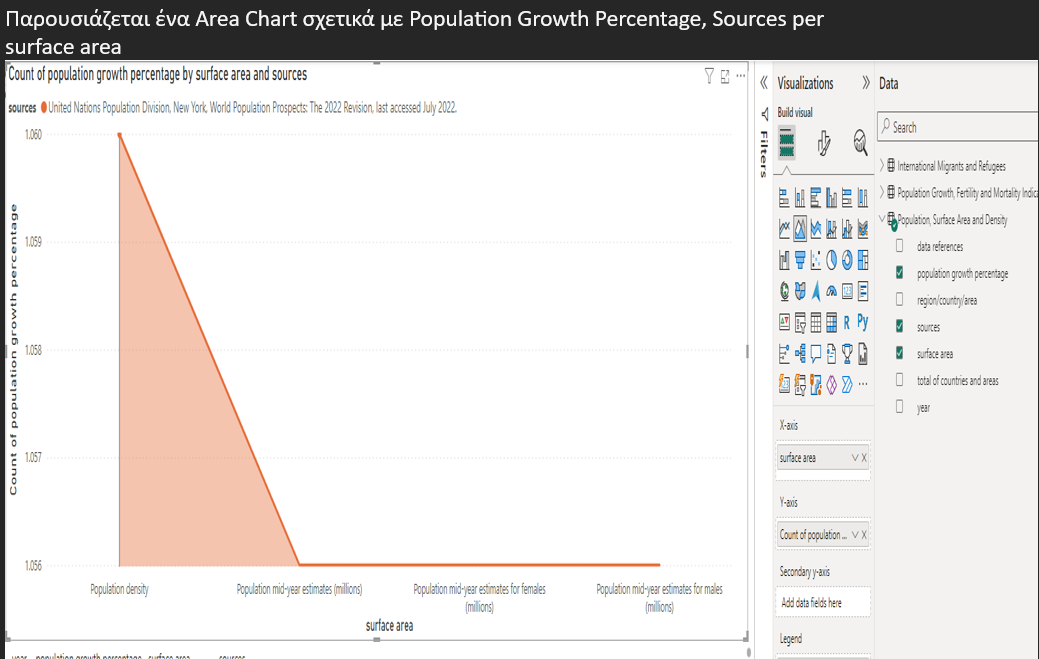 Παρουσιάζεται ένα Area Chart σχετικά με Population Growth Percentage, Sources per
surface area
Count of population growth percentage by surface area and sources
sources United Nations Population Division, New York, World Population Prospects: The 2022 Revision, last accessed July 2022.
1.060
1.059
1.058
1.057
1.056
Count of population growth percentage
Population density
Population mid-year estimates (millions)
Population mid-year estimates for females
(millions)
Population mid-year estimates for males
(millions)
surface area
year population growth percentage surface area sources
Filters
Visualizations
Build visual
R Py
X-axis
surface area
Y-axis
Count of population ...
Secondary y-axis
Add data fields here
Legend
Data
Search
International Migrants and Refugees
Population Growth, Fertility and Mortality Indica
Population, Surface Area and Density
data references
population growth percentage
region/country/area
sources
surface area
total of countries and areas
year